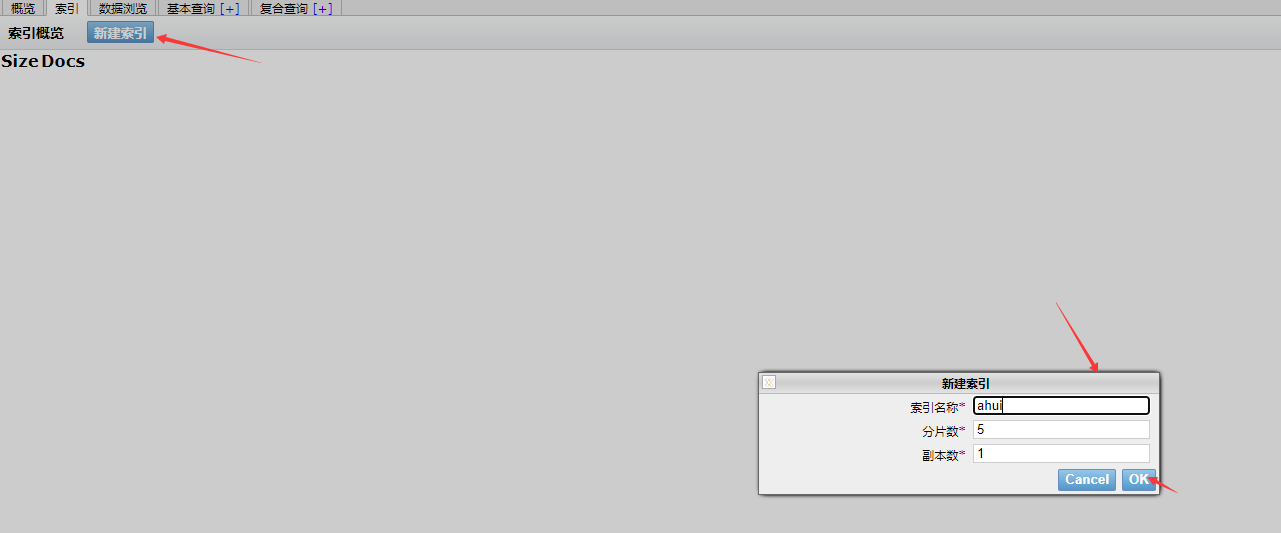 概览 索引 数据浏览 基本查询 [+] 复合查询 [+]
索引概览 新建索引
Size Docs
新建索引
索引名称* ahui
分片数* 5
副本数* 1
Cancel OK